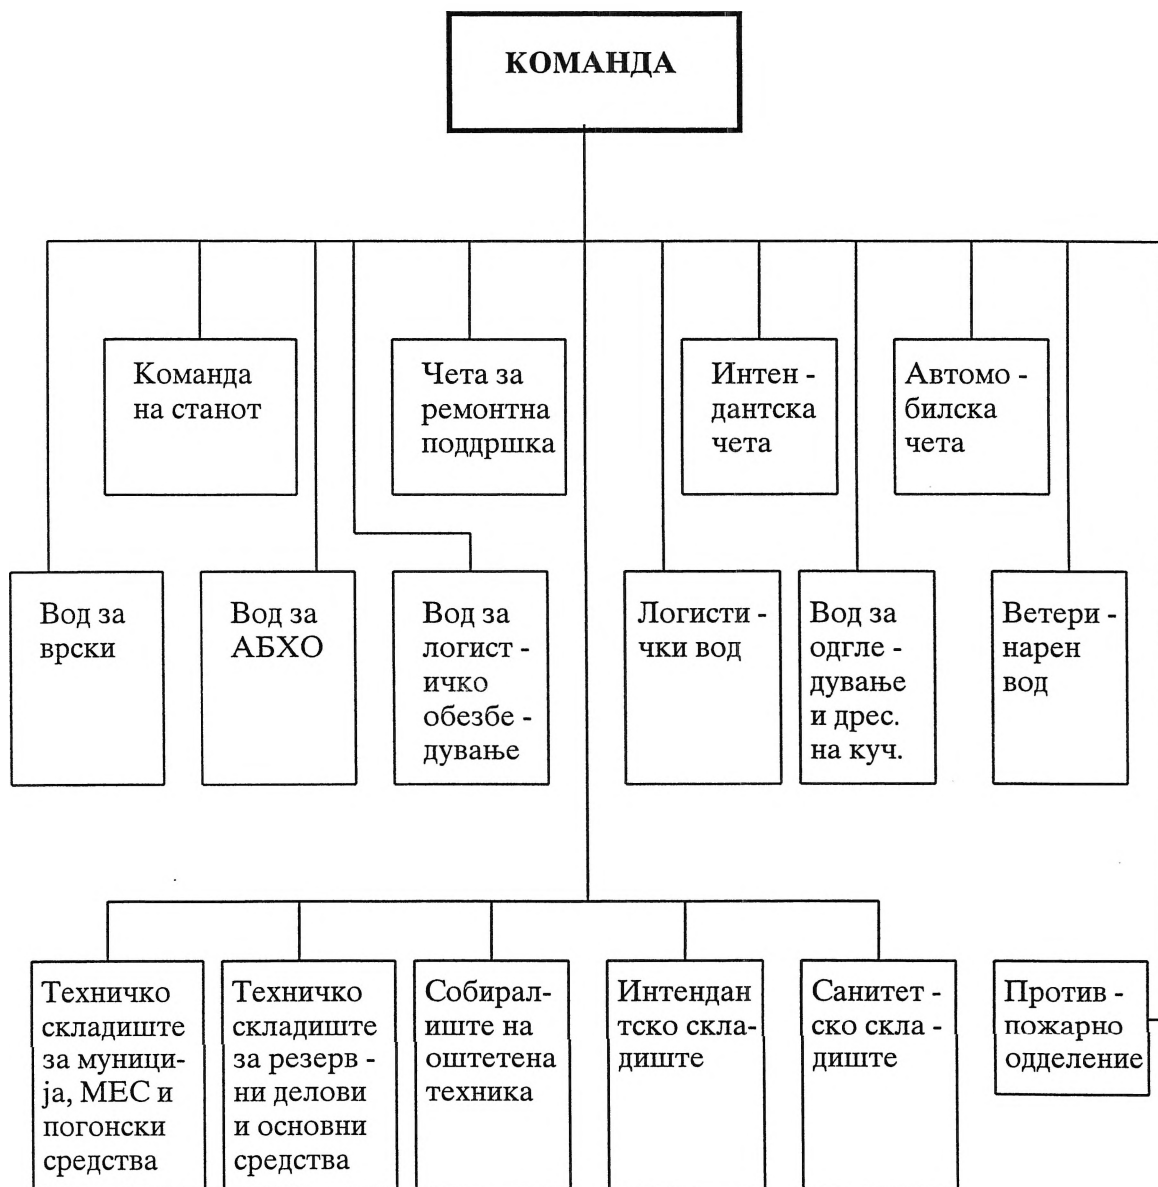 КОМАНДА
Команда
на станот
Чета за
ремонтна
поддршка
Интен -
дантска
чета
Автомо -
билска
чета
Вод за
врски
Вод за
АБХО
Вод за
логист -
ичко
обезбе -
дување
Логисти -
чки вод
Вод за
одгле -
дување
и дрес.
на куч.
Ветери -
нарен
вод
Техничко
складиште
за муници-
ја, МЕС и
погонски
средства
Техничко
складиште
за резерв -
ни делови
и основни
средства
Собирал-
иште на
оштетена
техника
Интендан
тско скла-
диште
Санитет -
ско скла -
диште
Против -
пожарно
одделение